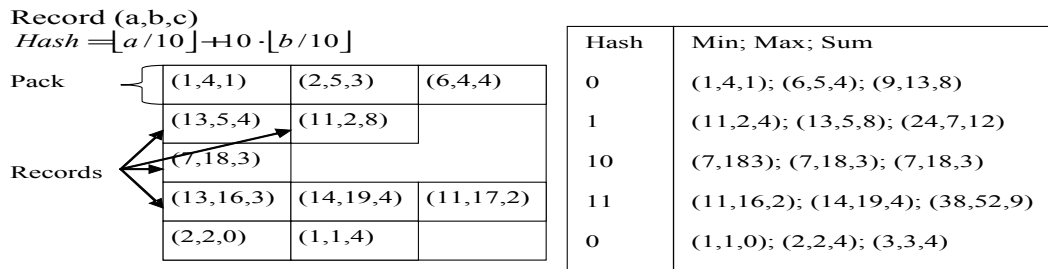 Record (a,b,c)
Hash =⌊a/10⌋+10·⌊b/10⌋
Pack
(1,4,1) (2,5,3) (6,4,4)
(13,5,4) (11,2,8)
(7,18,3)
Records
(13,16,3) (14,19,4) (11,17,2)
(2,2,0) (1,1,4)
Hash Min; Max; Sum
0 (1,4,1); (6,5,4); (9,13,8)
1 (11,2,4); (13,5,8); (24,7,12)
10 (7,183); (7,18,3); (7,18,3)
11 (11,16,2); (14,19,4); (38,52,9)
0 (1,1,0); (2,2,4); (3,3,4)